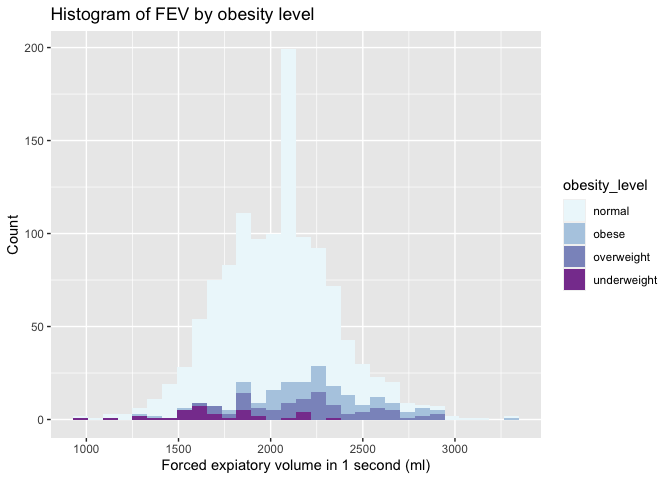 Histogram of FEV by obesity level
200
150
100
50
0
Count
1000 1500 2000 2500 3000
Forced expiatory volume in 1 second (ml)
obesity_level
normal
obese
overweight
underweight